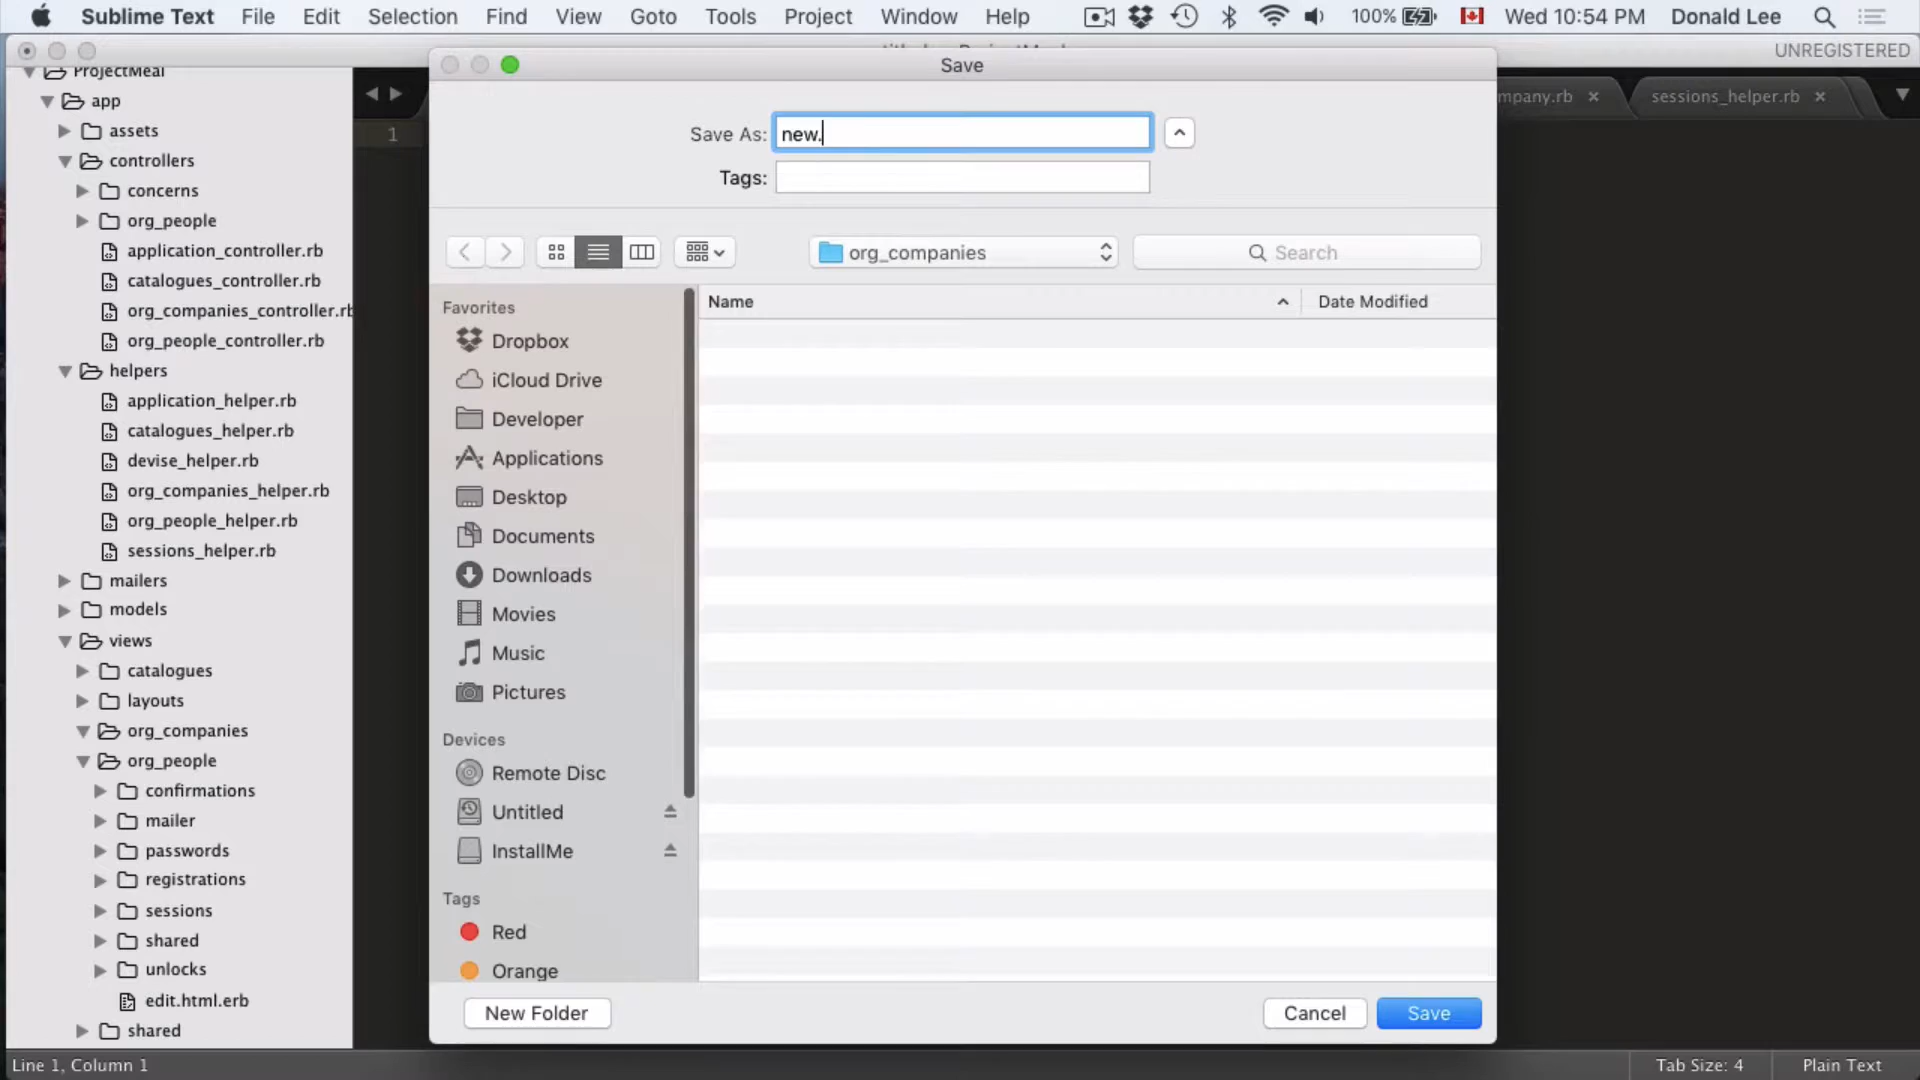 Sublime Text File Edit Selection Find View Goto Tools Project Window Help 100% Wed 10:54 PM Donald Lee
UNREGISTERED
Save
ProjectMeal
app
assets
controllers
concerns
org_people
application_controller.rb
catalogues_controller.rb
org_companies_controller.rb
org_people_controller.rb
helpers
application_helper.rb
catalogues_helper.rb
devise_helper.rb
org_companies_helper.rb
org_people_helper.rb
sessions_helper.rb
mailers
models
views
catalogues
layouts
org_companies
org_people
confirmations
mailer
passwords
registrations
sessions
shared
unlocks
edit.html.erb
shared
1
mpany.rb × sessions_helper.rb ×
Save As: new.
Tags:
org_companies
Search
Name Date Modified
Favorites
Dropbox
iCloud Drive
Developer
Applications
Desktop
Documents
Downloads
Movies
Music
Pictures
Devices
Remote Disc
Untitled
InstallMe
Tags
Red
Orange
New Folder Cancel Save
Line 1, Column 1 Tab Size: 4 Plain Text